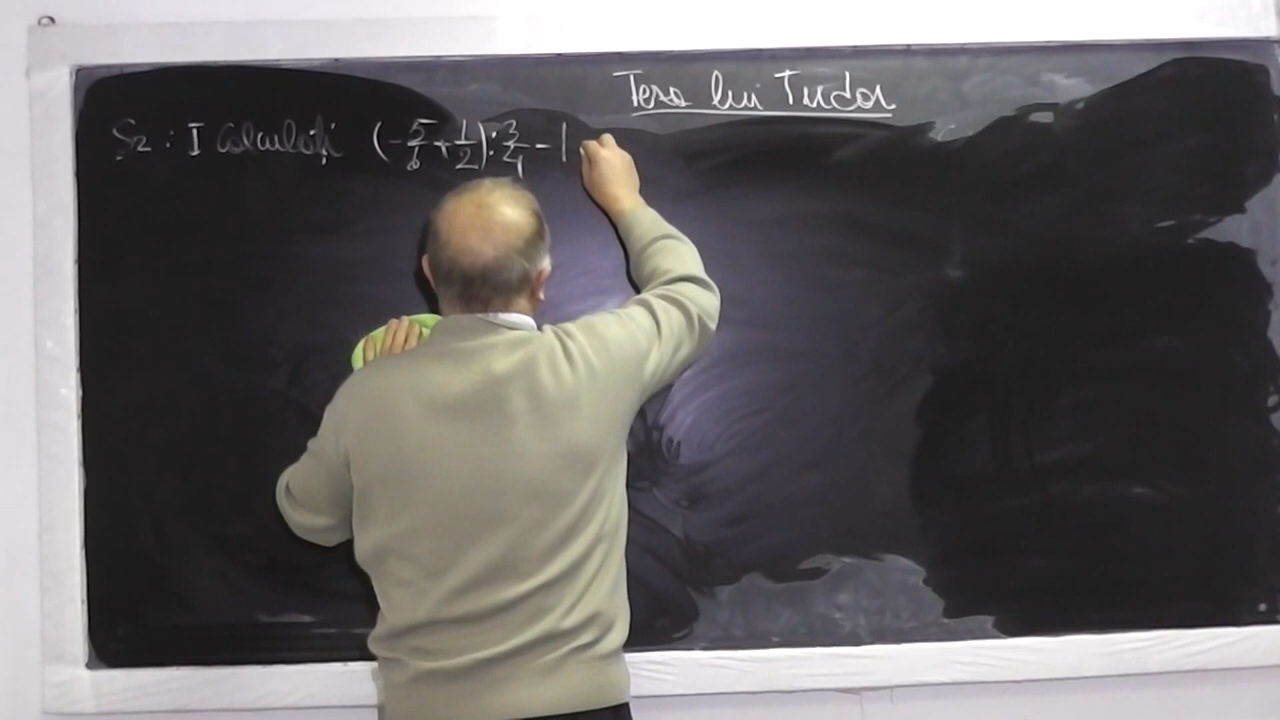 Teza lui Tudor
S2 : I Calculați (-5/6 + 1/2) : 3/4 - 1